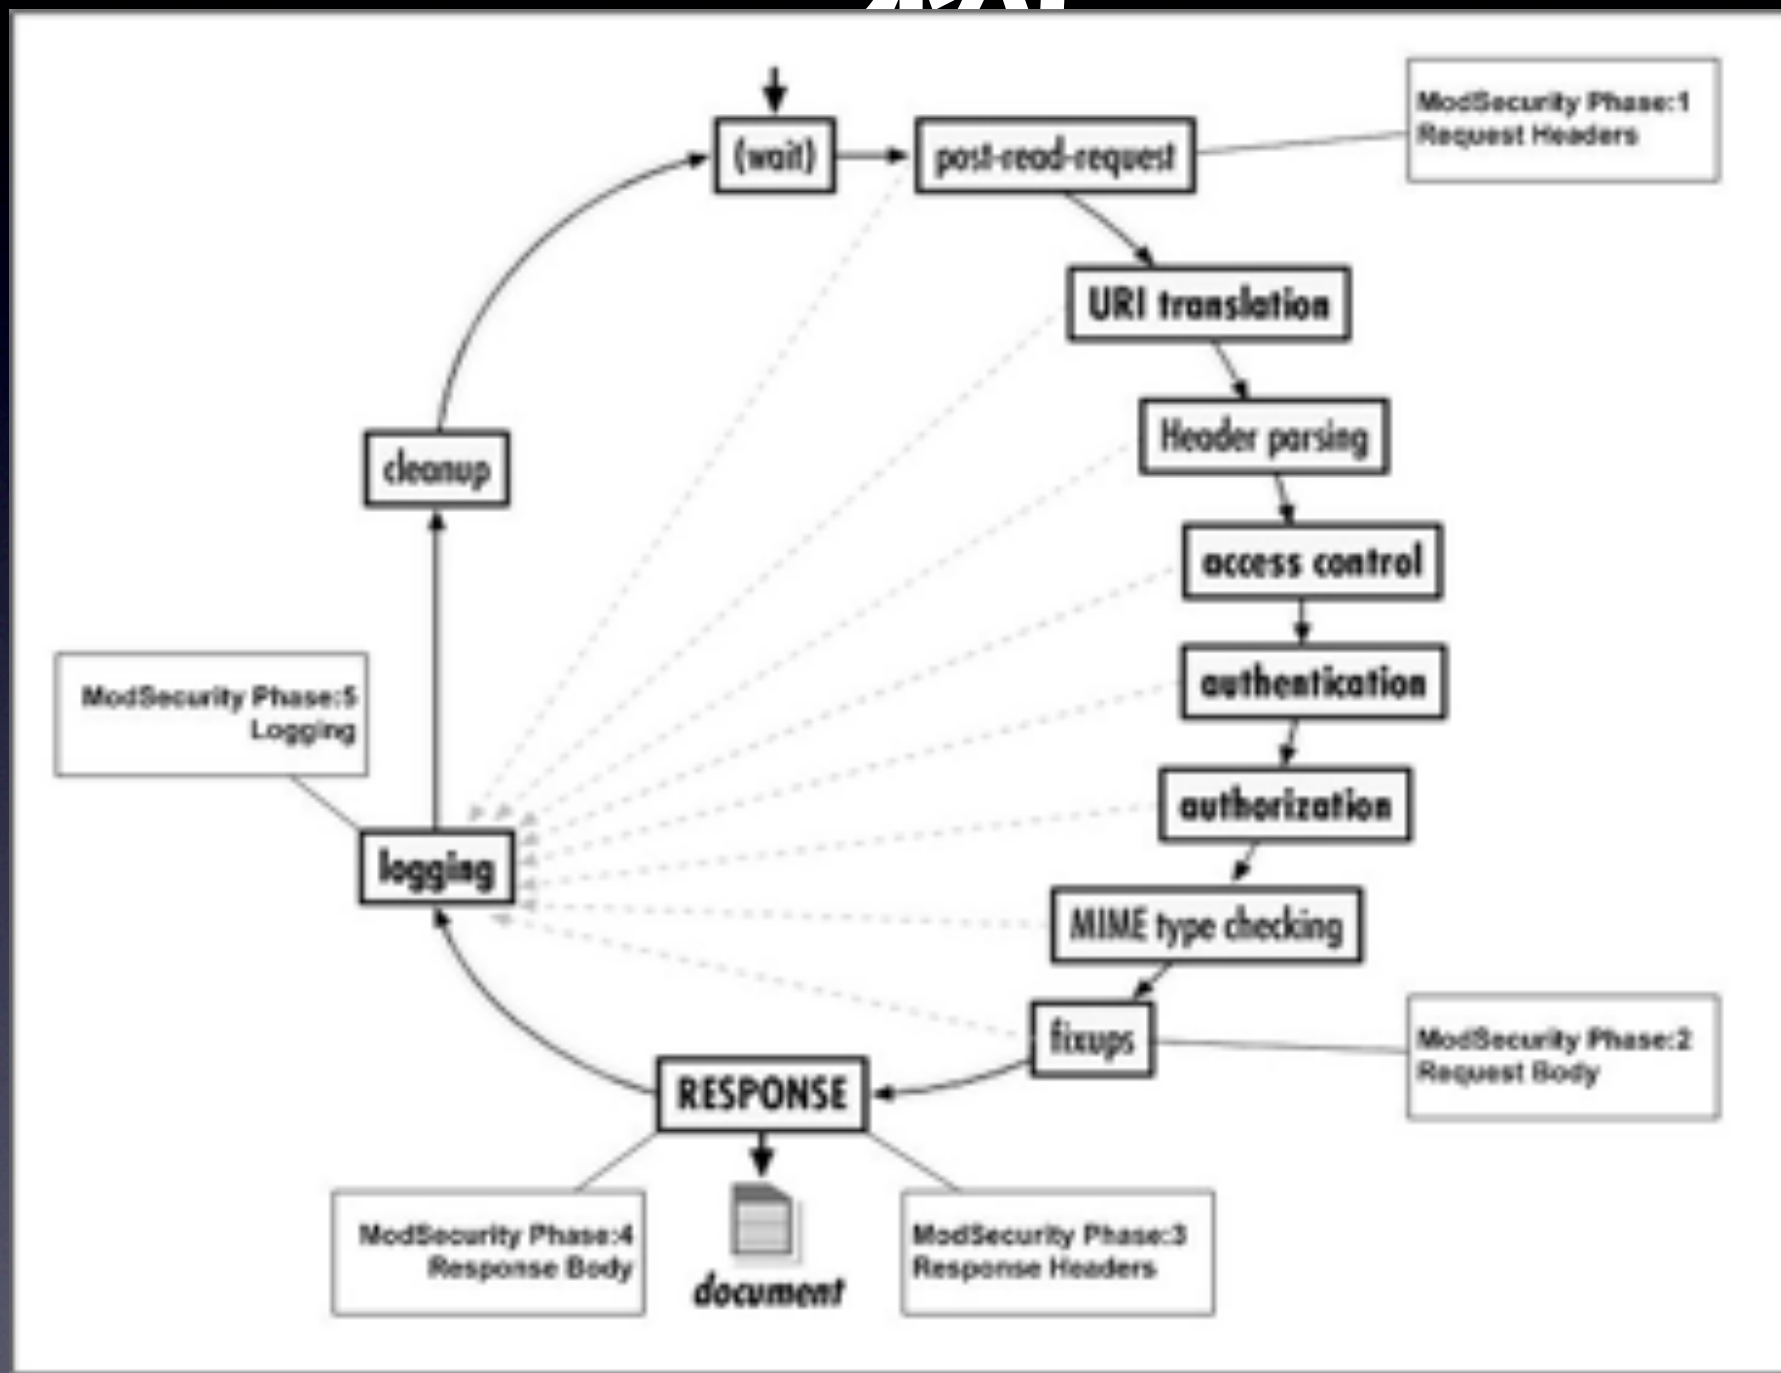 (wait)
post-read-request
ModSecurity Phase:1
Request Headers
URI translation
Header parsing
cleanup
access control
authentication
ModSecurity Phase:5
Logging
authorization
logging
MIME type checking
fixups
ModSecurity Phase:2
Request Body
RESPONSE
ModSecurity Phase:4
Response Body
document
ModSecurity Phase:3
Response Headers